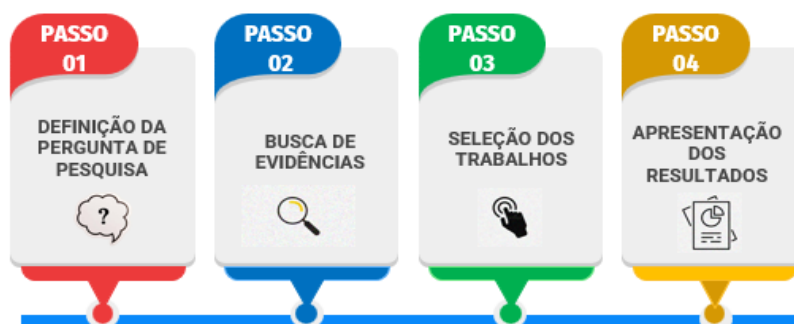 PASSO
01
DEFINIÇÃO DA
PERGUNTA DE
PESQUISA
?
PASSO
02
BUSCA DE
EVIDÊNCIAS
PASSO
03
SELEÇÃO DOS
TRABALHOS
PASSO
04
APRESENTAÇÃO
DOS
RESULTADOS